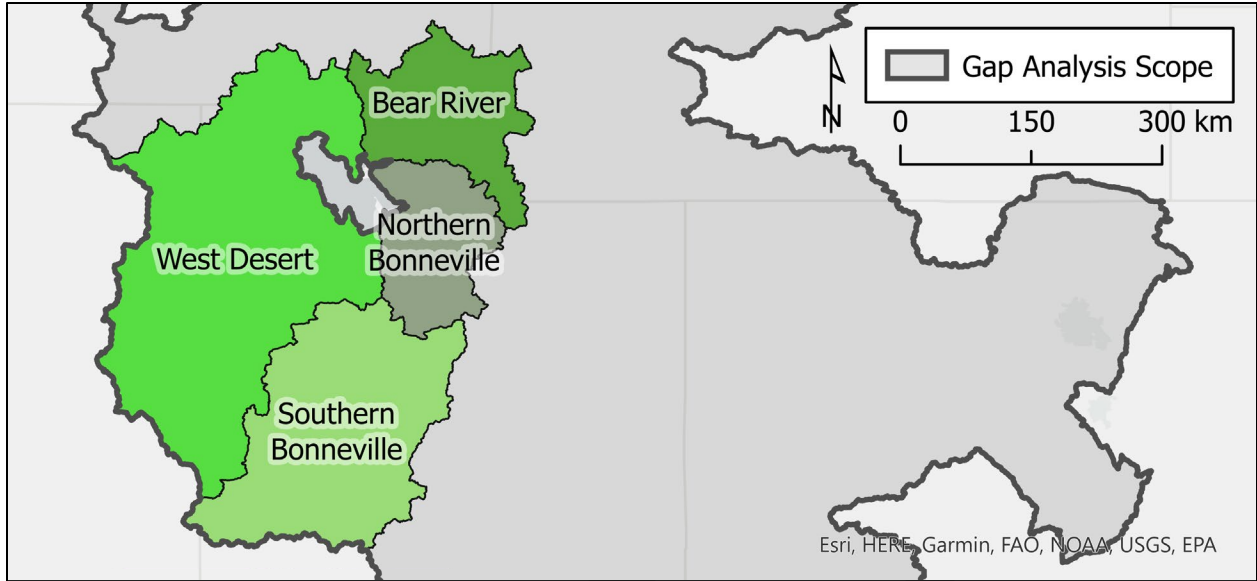 Bear River
Gap Analysis Scope
N
0 150 300 km
Northern
Bonneville
West Desert
Southern
Bonneville
Esri, HERE, Garmin, FAO, NOAA, USGS, EPA